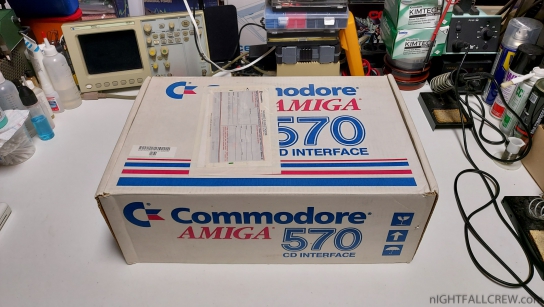 KIMTECH
KIMTECH
Commodore
AMIGA
570
CD INTERFACE
Commodore
AMIGA 570
CD INTERFACE
nIGHTFALLCREW.com